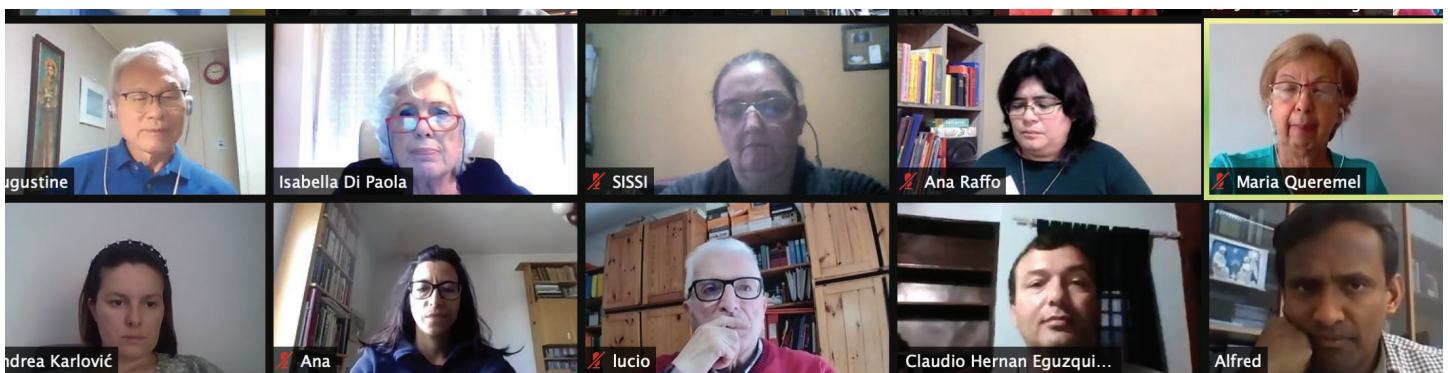 ugustine
Isabella Di Paola
SISSI
Ana Raffo
Maria Queremel
ndrea Karlović
Ana
lucio
Claudio Hernan Eguzqui...
Alfred